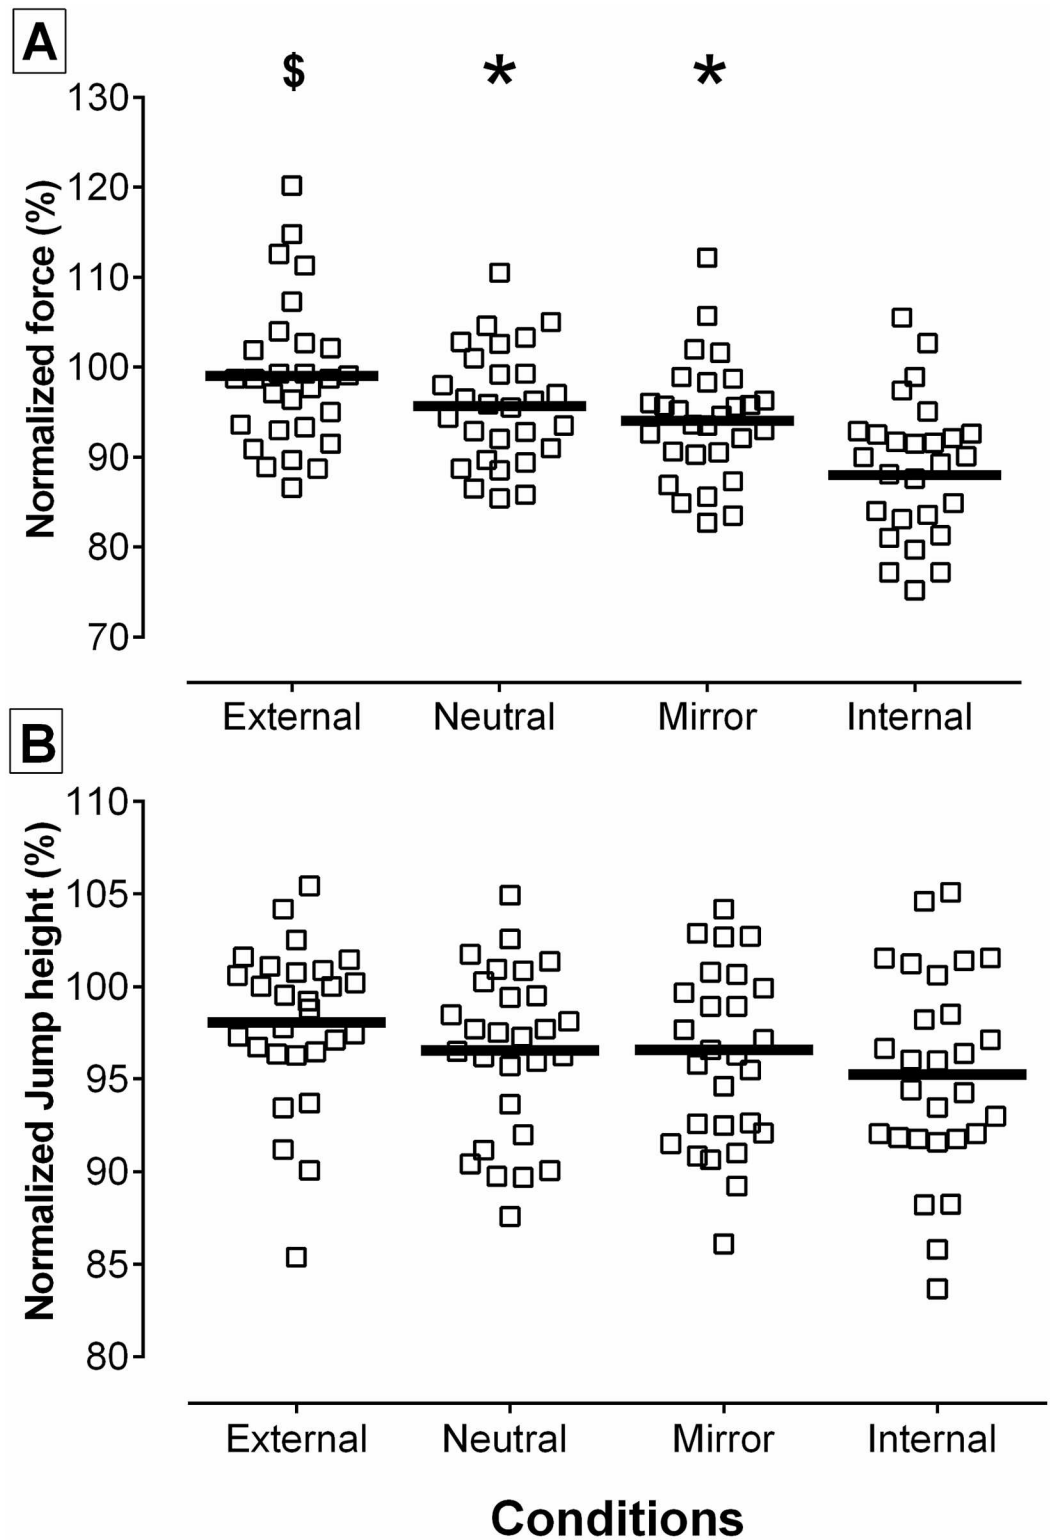 A
$ * *
Normalized force (%)
130
120
110
100
90
80
70
External Neutral Mirror Internal
B
Normalized Jump height (%)
110
105
100
95
90
85
80
External Neutral Mirror Internal
Conditions